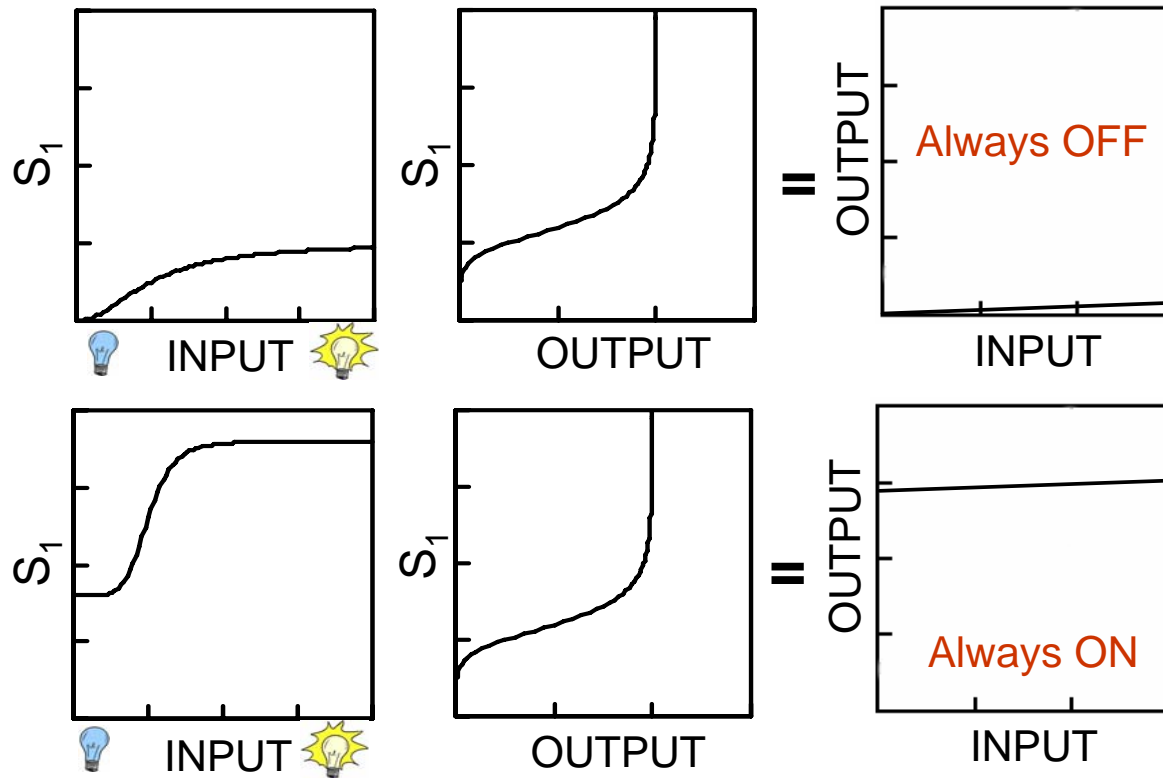 S₁
INPUT
S₁
OUTPUT
=
OUTPUT
Always OFF
INPUT
S₁
INPUT
S₁
OUTPUT
=
OUTPUT
Always ON
INPUT